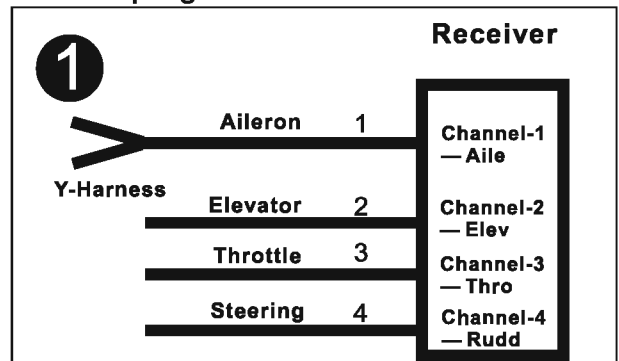 Receiver
1
Aileron 1
Channel-1
— Aile
Y-Harness
Elevator 2
Channel-2
— Elev
Throttle 3
Channel-3
— Thro
Steering 4
Channel-4
— Rudd